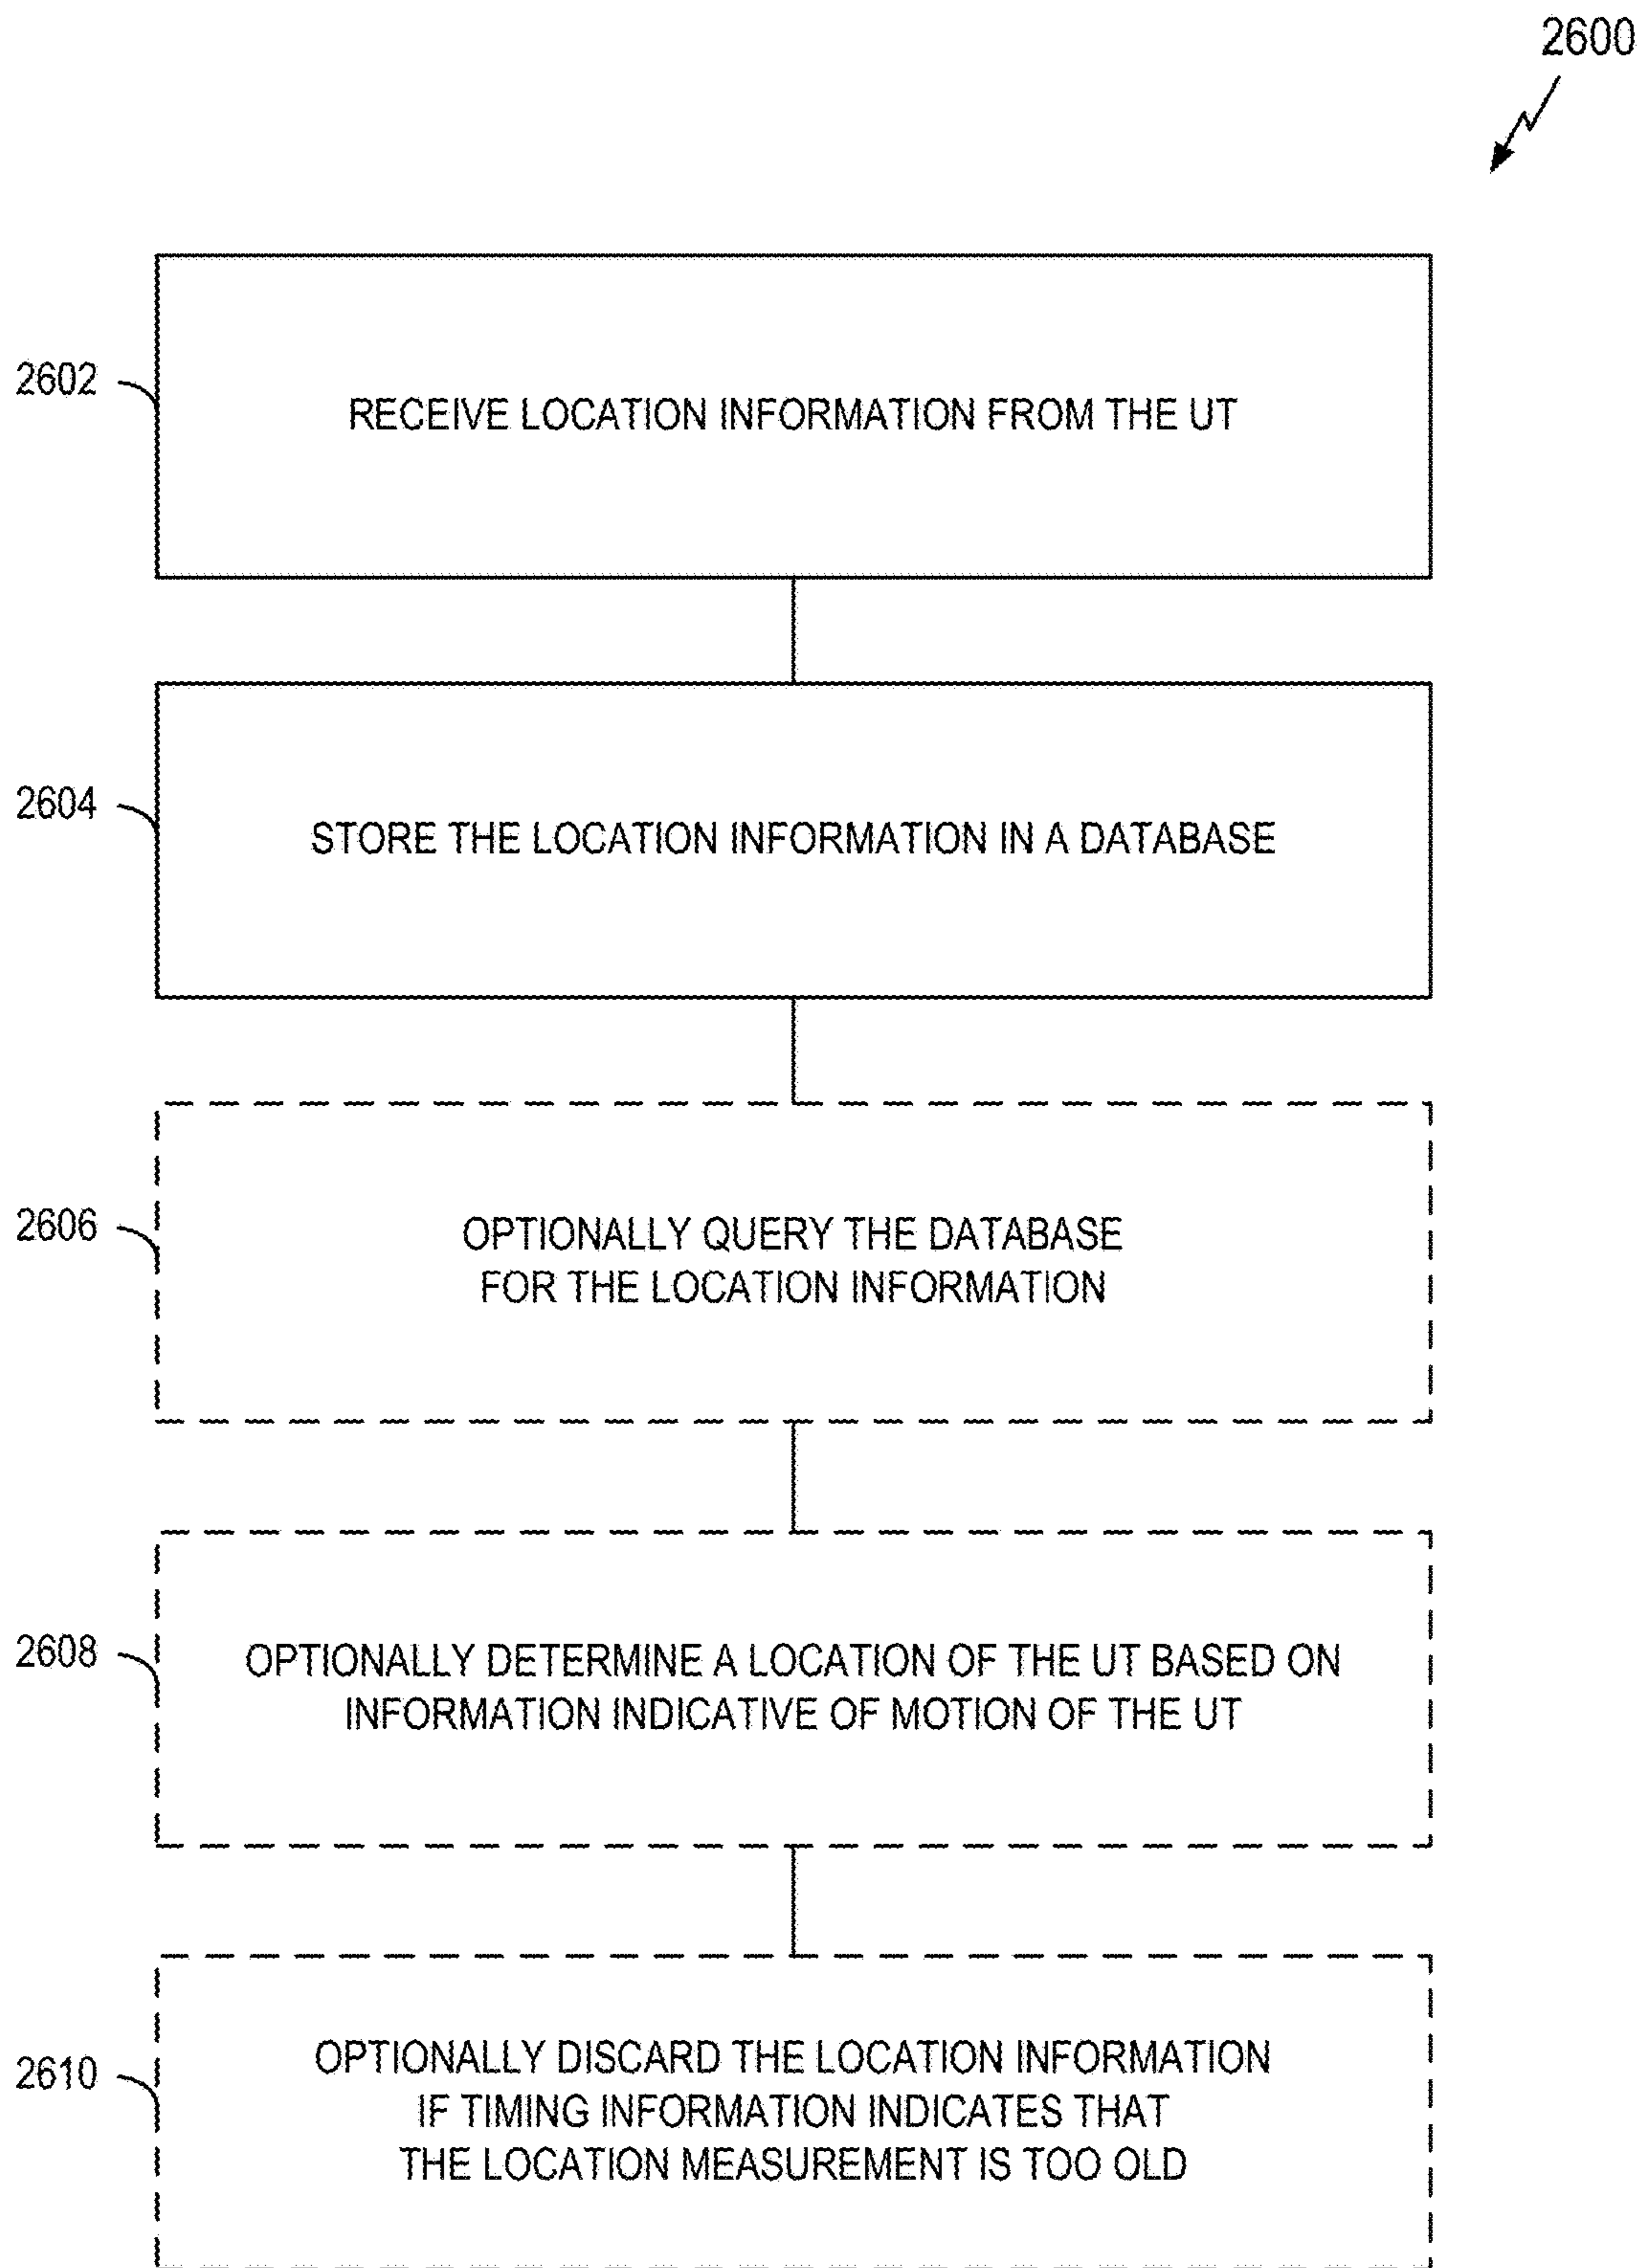 2600
2602
RECEIVE LOCATION INFORMATION FROM THE UT
2604
STORE THE LOCATION INFORMATION IN A DATABASE
2606
OPTIONALLY QUERY THE DATABASE
FOR THE LOCATION INFORMATION
2608
OPTIONALLY DETERMINE A LOCATION OF THE UT BASED ON
INFORMATION INDICATIVE OF MOTION OF THE UT
2610
OPTIONALLY DISCARD THE LOCATION INFORMATION
IF TIMING INFORMATION INDICATES THAT
THE LOCATION MEASUREMENT IS TOO OLD